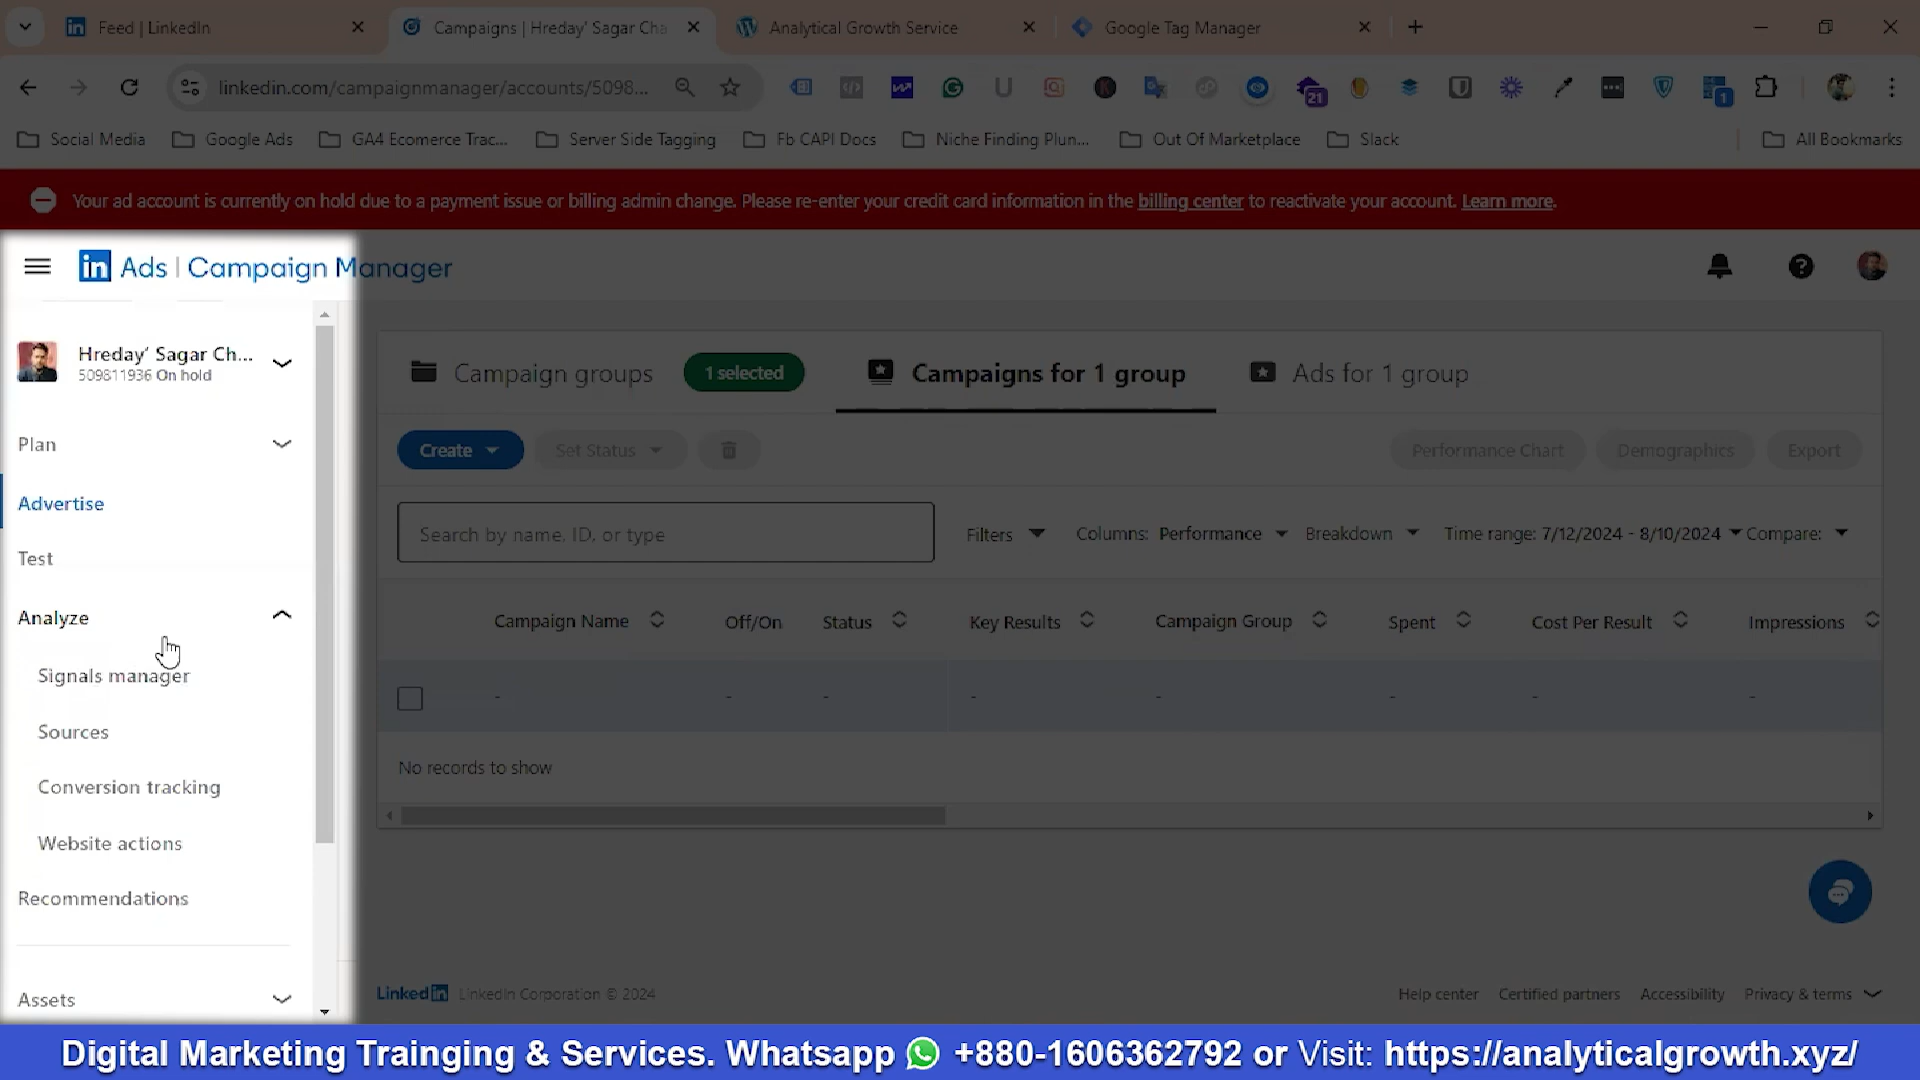 Feed | LinkedIn
Campaigns | Hreday' Sagar Cha
Analytical Growth Service
Google Tag Manager
linkedin.com/campaignmanager/accounts/5098...
21
1
Social Media
Google Ads
GA4 Ecomerce Trac...
Server Side Tagging
Fb CAPI Docs
Niche Finding Plun...
Out Of Marketplace
Slack
All Bookmarks
Your ad account is currently on hold due to a payment issue or billing admin change. Please re-enter your credit card information in the billing center to reactivate your account. Learn more.
in Ads | Campaign Manager
Hreday' Sagar Ch...
509811936 On hold
Plan
Advertise
Test
Analyze
Signals manager
Sources
Conversion tracking
Website actions
Recommendations
Assets
Campaign groups
1 selected
Campaigns for 1 group
Ads for 1 group
Create
Set Status
Performance Chart
Demographics
Export
Search by name, ID, or type
Filters
Columns: Performance
Breakdown
Time range: 7/12/2024 - 8/10/2024
Compare:
Campaign Name
Off/On
Status
Key Results
Campaign Group
Spent
Cost Per Result
Impressions
- - - - - - - -
No records to show
LinkedIn LinkedIn Corporation © 2024
Help center
Certified partners
Accessibility
Privacy & terms
Digital Marketing Trainging & Services. Whatsapp +880-1606362792 or Visit: https://analyticalgrowth.xyz/